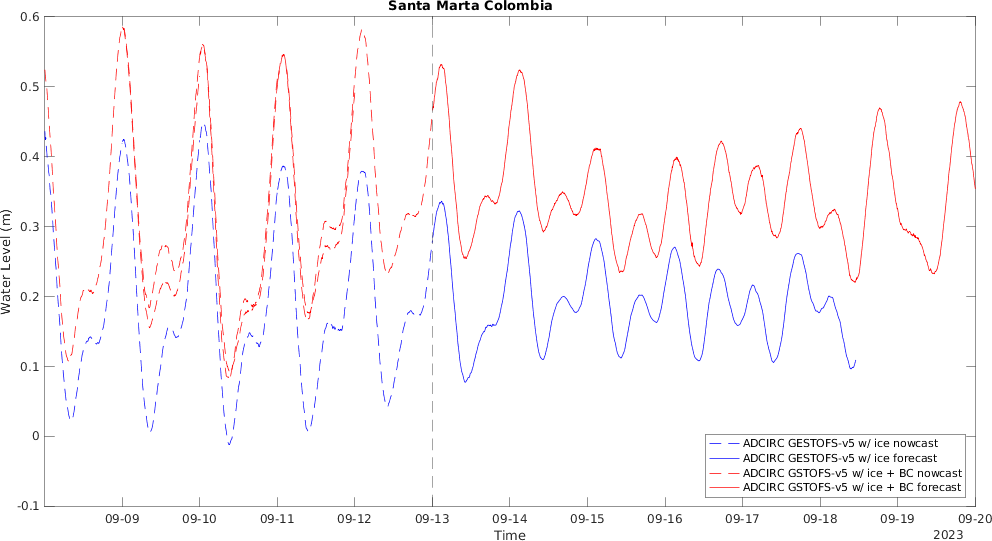 Santa Marta Colombia
Water Level (m)
0.6
0.5
0.4
0.3
0.2
0.1
0
-0.1
ADCIRC GESTOFS-v5 w/ ice nowcast
ADCIRC GESTOFS-v5 w/ ice forecast
ADCIRC GSTOFS-v5 w/ ice + BC nowcast
ADCIRC GSTOFS-v5 w/ ice + BC forecast
09-09 09-10 09-11 09-12 09-13 09-14 09-15 09-16 09-17 09-18 09-19 09-20
Time
2023